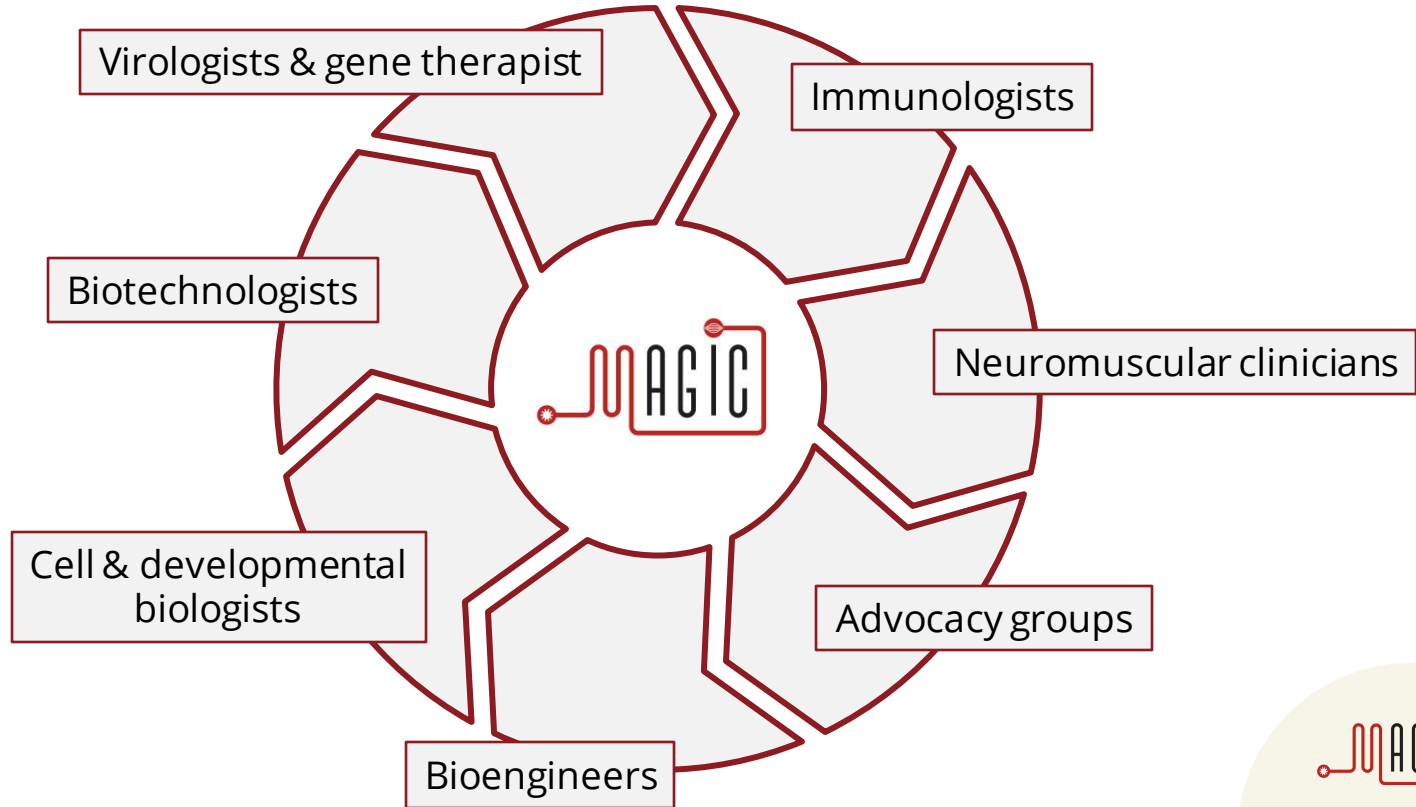 Virologists & gene therapist
Immunologists
Biotechnologists
Neuromuscular clinicians
MAGIC
Cell & developmental
biologists
Advocacy groups
Bioengineers